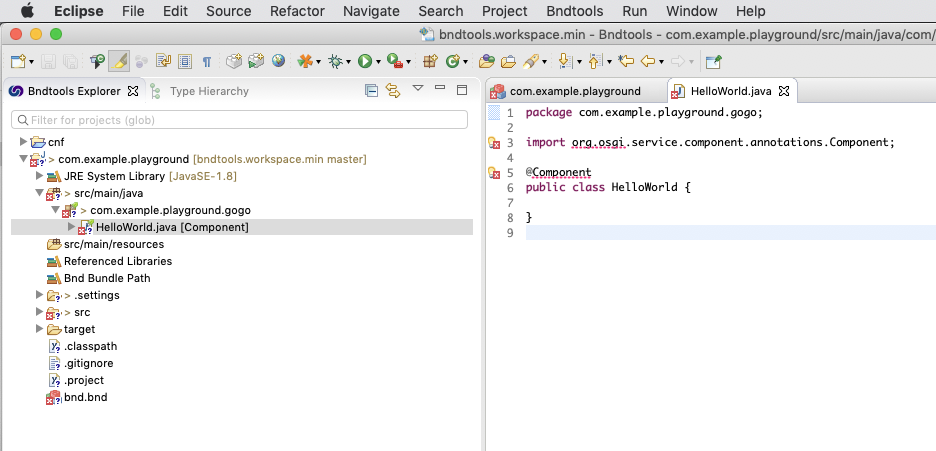 Eclipse File Edit Source Refactor Navigate Search Project Bndtools Run Window Help
bndtools.workspace.min - Bndtools - com.example.playground/src/main/java/com/
Bndtools Explorer Type Hierarchy
Filter for projects (glob)
cnf
> com.example.playground [bndtools.workspace.min master]
JRE System Library [JavaSE-1.8]
> src/main/java
> com.example.playground.gogo
> HelloWorld.java [Component]
src/main/resources
Referenced Libraries
Bnd Bundle Path
> .settings
> src
target
.classpath
.gitignore
.project
bnd.bnd
com.example.playground HelloWorld.java
1 package com.example.playground.gogo;
2
3 import org.osgi.service.component.annotations.Component;
4
5 @Component
6 public class HelloWorld {
7
8 }
9